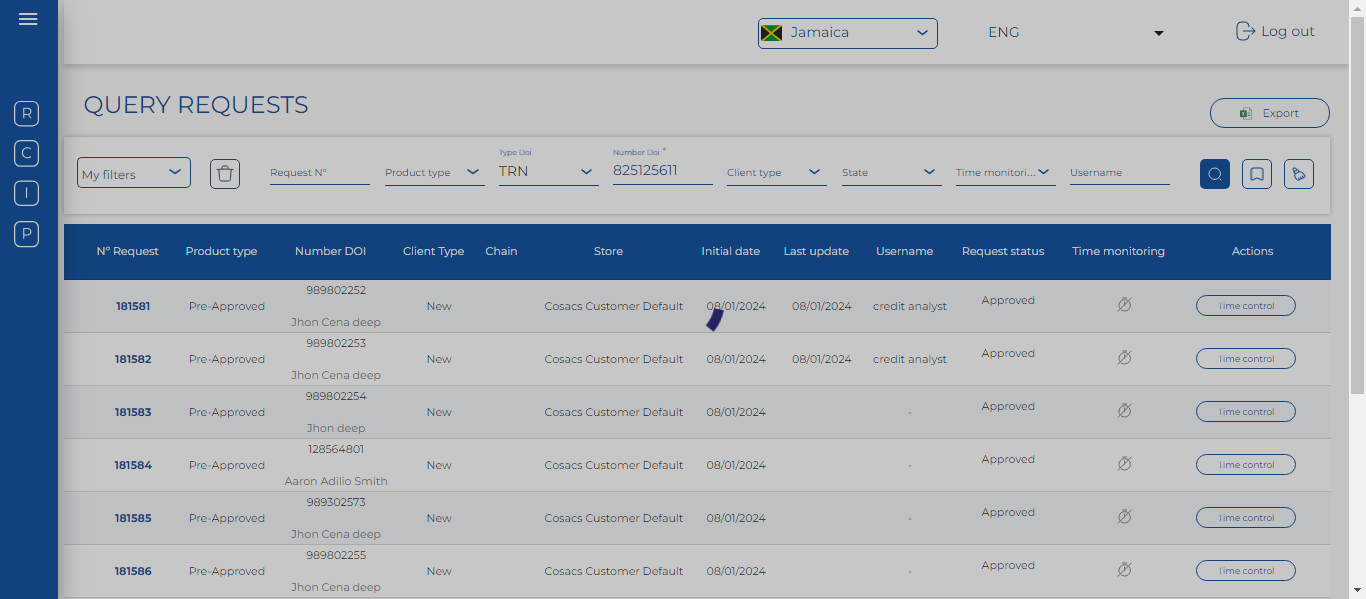 Jamaica ENG Log out
QUERY REQUESTS
Export
R
C
I
P
My filters Request N° Product type Type Doi TRN Number Doi * 825125611 Client type State Time monitori... Username
N° Request Product type Number DOI Client Type Chain Store Initial date Last update Username Request status Time monitoring Actions
181581 Pre-Approved 989802252 Jhon Cena deep New Cosacs Customer Default 08/01/2024 08/01/2024 credit analyst Approved Time control
181582 Pre-Approved 989802253 Jhon Cena deep New Cosacs Customer Default 08/01/2024 08/01/2024 credit analyst Approved Time control
181583 Pre-Approved 989802254 Jhon deep New Cosacs Customer Default 08/01/2024 - Approved Time control
181584 Pre-Approved 128564801 Aaron Adilio Smith New Cosacs Customer Default 08/01/2024 - Approved Time control
181585 Pre-Approved 989302573 Jhon Cena deep New Cosacs Customer Default 08/01/2024 - Approved Time control
181586 Pre-Approved 989802255 Jhon Cena deep New Cosacs Customer Default 08/01/2024 - Approved Time control